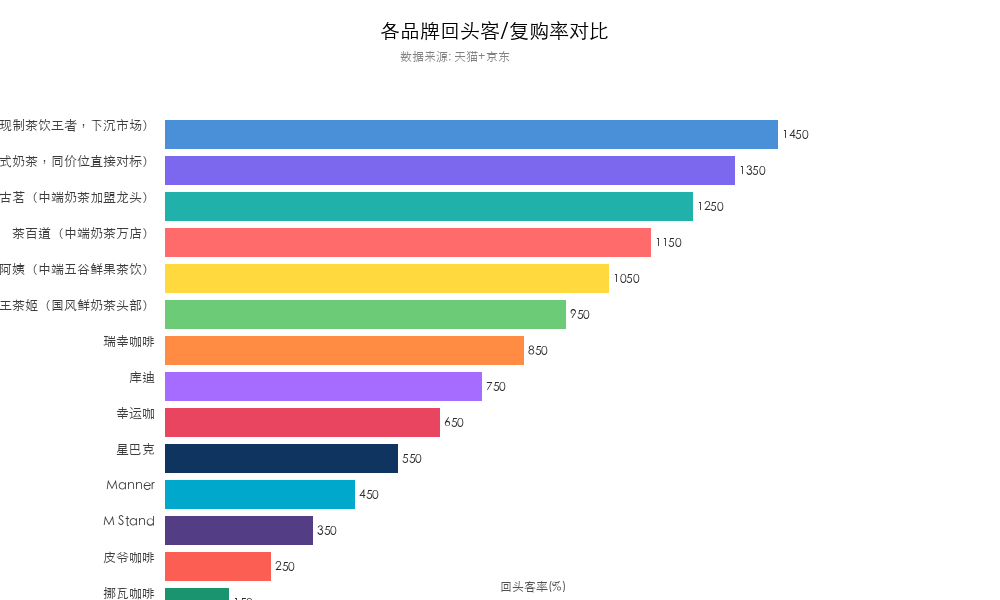 各品牌回头客/复购率对比
数据来源: 天猫+京东
现制茶饮王者，下沉市场） 1450
式奶茶，同价位直接对标） 1350
古茗（中端奶茶加盟龙头） 1250
茶百道（中端奶茶万店） 1150
阿姨（中端五谷鲜果茶饮） 1050
王茶姬（国风鲜奶茶头部） 950
瑞幸咖啡 850
库迪 750
幸运咖 650
星巴克 550
Manner 450
M Stand 350
皮爷咖啡 250
回头客率(%)
挪瓦咖啡